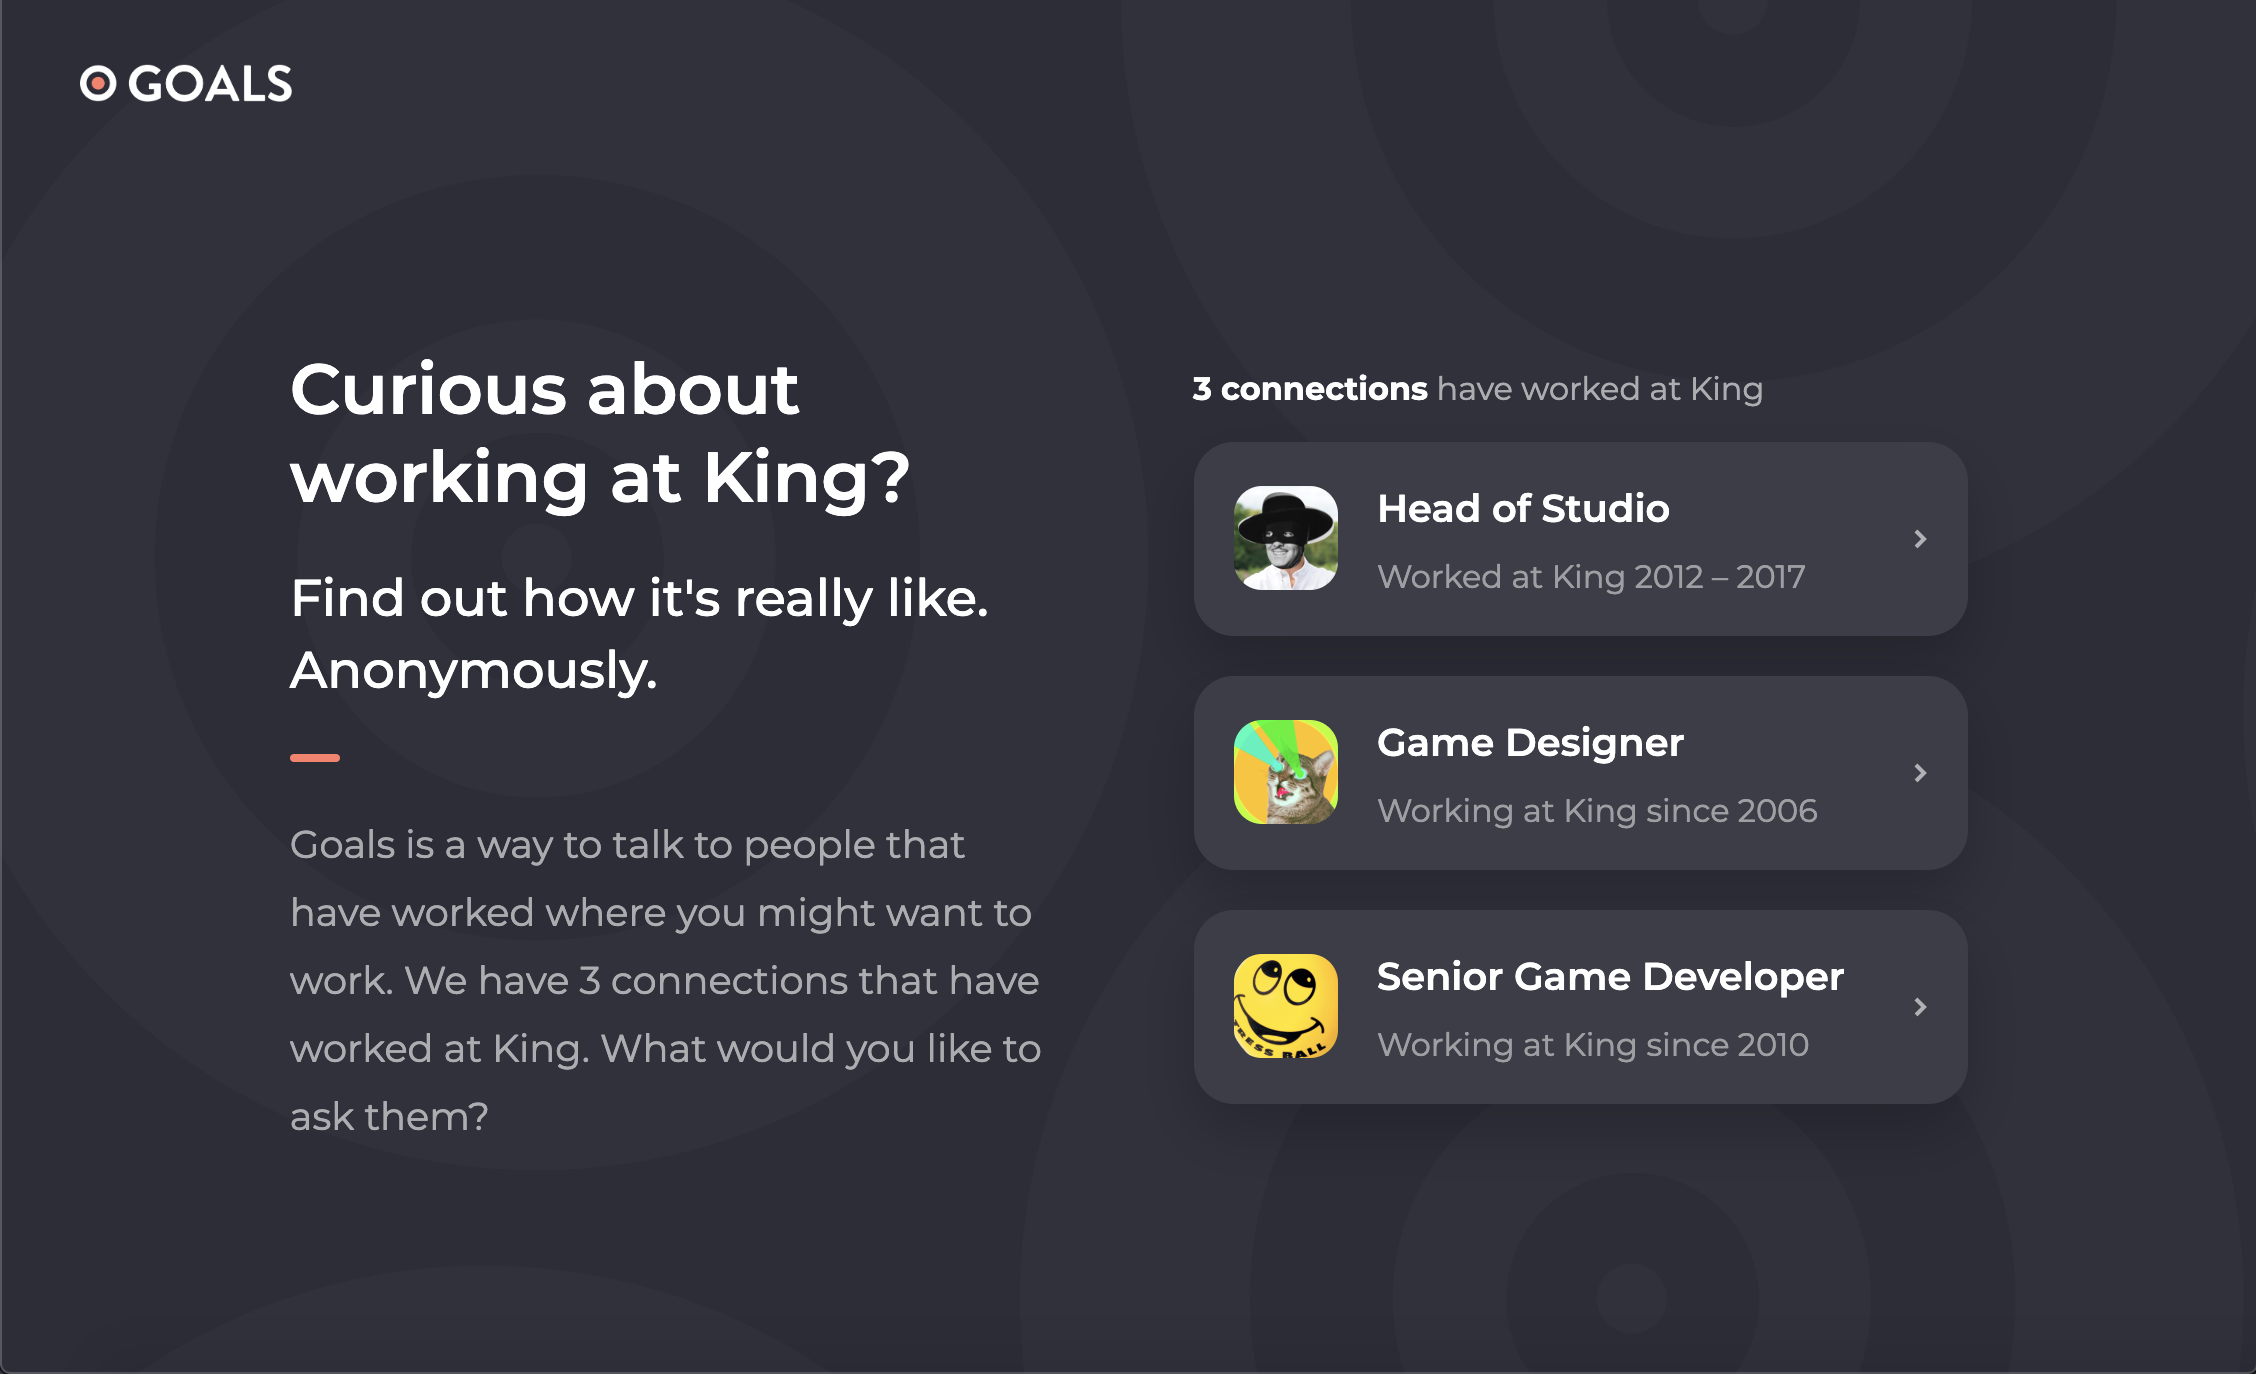 GOALS
Curious about
working at King?
Find out how it's really like.
Anonymously.
Goals is a way to talk to people that
have worked where you might want to
work. We have 3 connections that have
worked at King. What would you like to
ask them?
3 connections have worked at King
Head of Studio
Worked at King 2012 – 2017
Game Designer
Working at King since 2006
Senior Game Developer
Working at King since 2010
RESS BALL